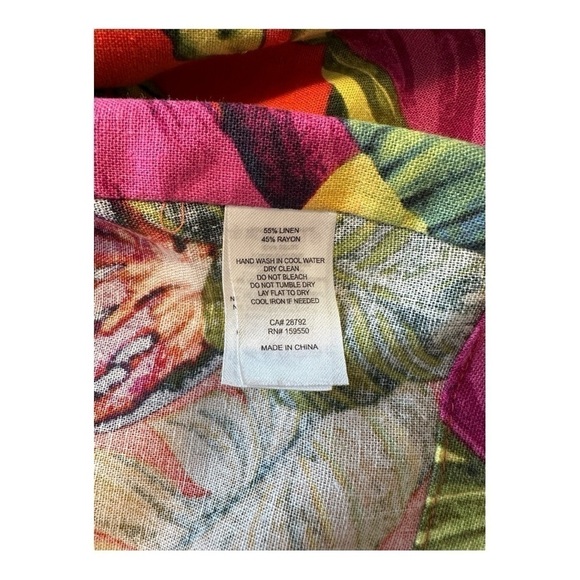 55% LINEN
45% RAYON
HAND WASH IN COOL WATER
DRY CLEAN
DO NOT BLEACH
DO NOT TUMBLE DRY
LAY FLAT TO DRY
COOL IRON IF NEEDED
CA# 28792
RN# 159550
MADE IN CHINA